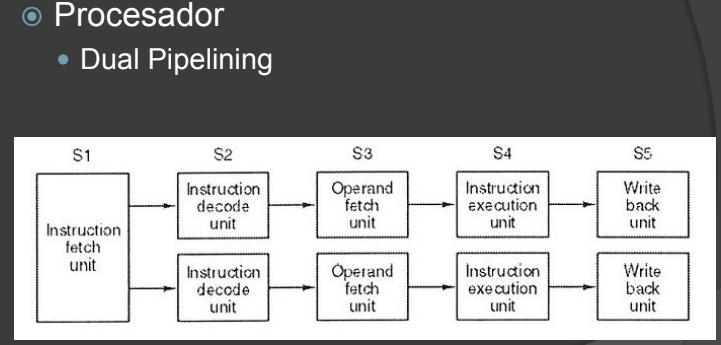 Procesador
Dual Pipelining
S1 S2 S3 S4 S5
Instruction
fetch
unit
Instruction
decode
unit
Operand
fetch
unit
Instruction
execution
unit
Write
back
unit
Instruction
decode
unit
Operand
fetch
unit
Instruction
execution
unit
Write
back
unit